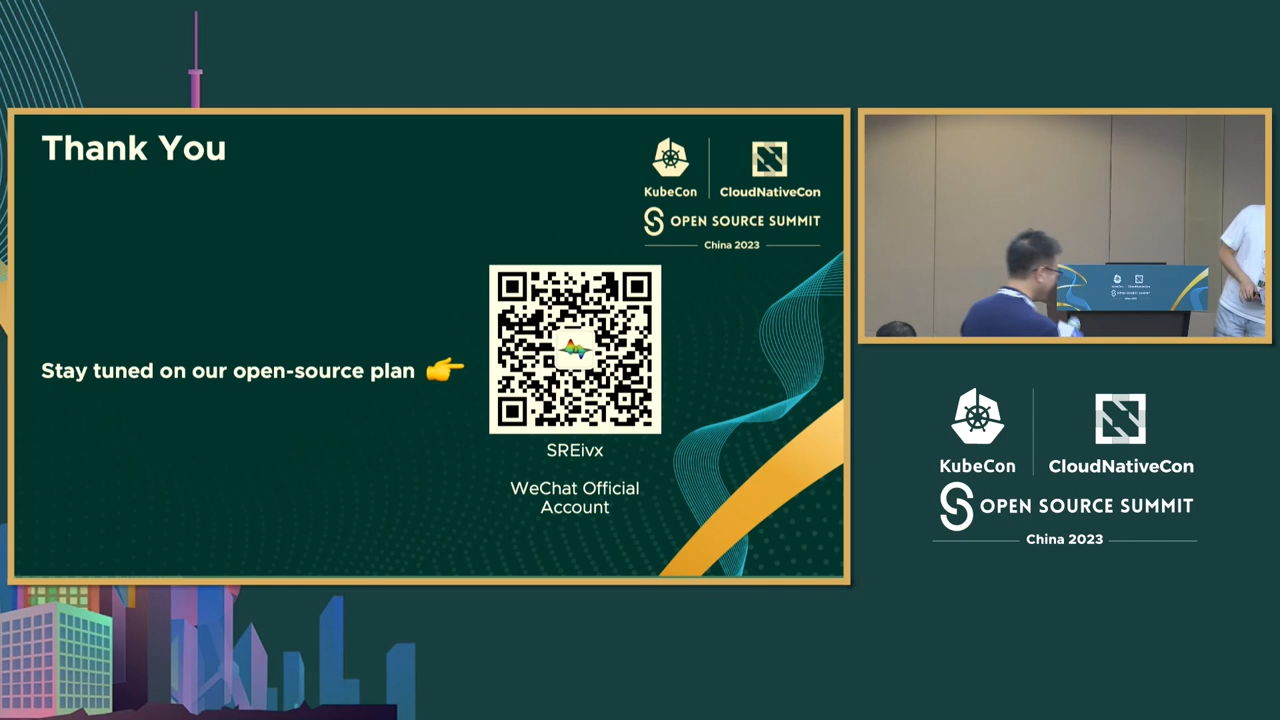 Thank You
KubeCon
CloudNativeCon
OPEN SOURCE SUMMIT
China 2023
Stay tuned on our open-source plan
SREivx
WeChat Official
Account
KubeCon
CloudNativeCon
OPEN SOURCE SUMMIT
China 2023